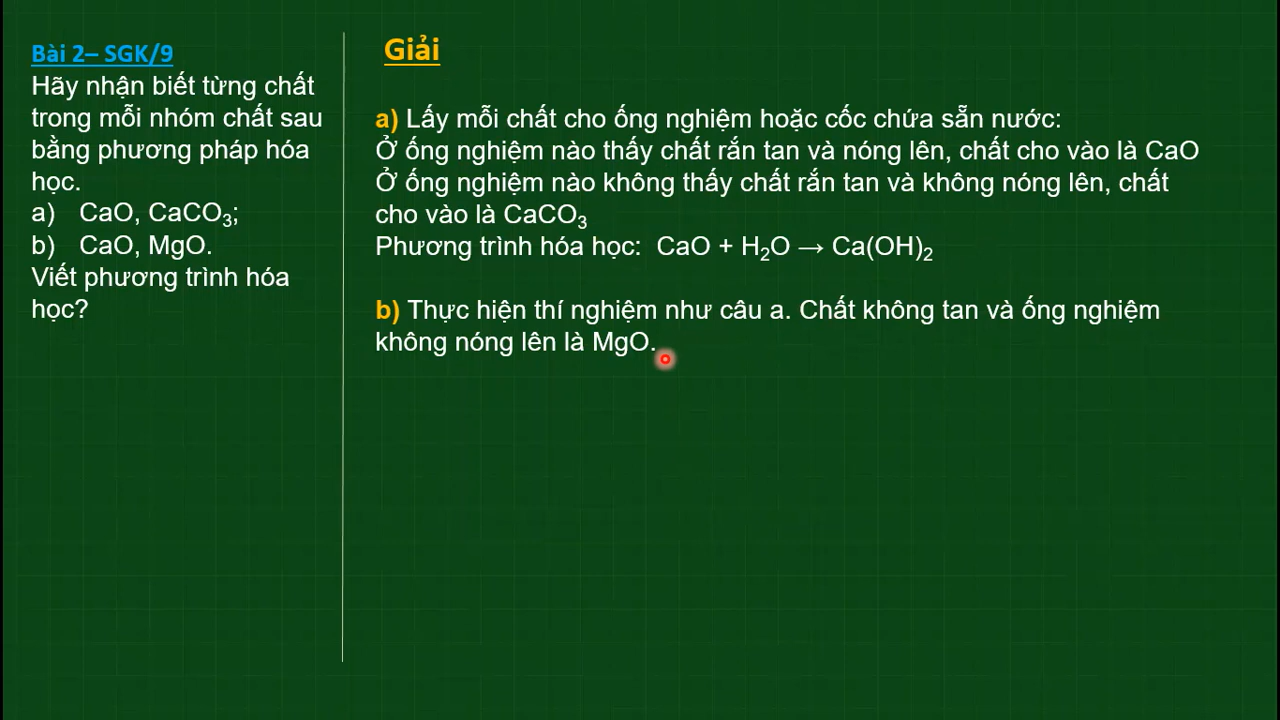 Bài 2– SGK/9
Hãy nhận biết từng chất
trong mỗi nhóm chất sau
bằng phương pháp hóa
học.
a) CaO, CaCO₃;
b) CaO, MgO.
Viết phương trình hóa
học?
Giải
a) Lấy mỗi chất cho ống nghiệm hoặc cốc chứa sẵn nước:
Ở ống nghiệm nào thấy chất rắn tan và nóng lên, chất cho vào là CaO
Ở ống nghiệm nào không thấy chất rắn tan và không nóng lên, chất
cho vào là CaCO₃
Phương trình hóa học: CaO + H₂O → Ca(OH)₂
b) Thực hiện thí nghiệm như câu a. Chất không tan và ống nghiệm
không nóng lên là MgO.